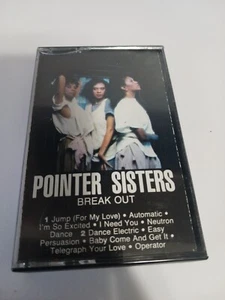 POINTER SISTERS
BREAK OUT
1 Jump (For My Love) • Automatic •
I'm So Excited • I Need You • Neutron
Dance 2 Dance Electric • Easy
Persuasion • Baby Come And Get It •
Telegraph Your Love • Operator